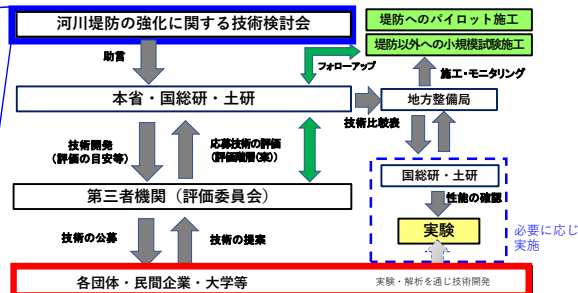 河川堤防の強化に関する技術検討会
堤防へのパイロット施工
堤防以外への小規模試験施工
助言
フォローアップ
施工・モニタリング
本省・国総研・土研
地方整備局
技術比較表
技術開発
(評価の目安等)
応募技術の評価
(評価階層(案))
国総研・土研
性能の確認
第三者機関(評価委員会)
実験
必要に応じ
実施
技術の公募
技術の提案
各団体・民間企業・大学等
実験・解析を通じ技術開発